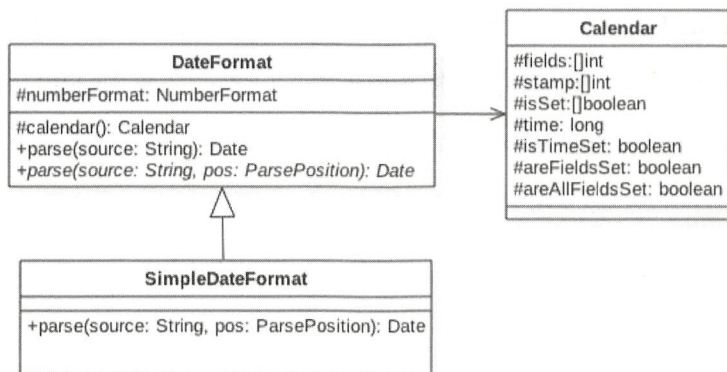 DateFormat
#numberFormat: NumberFormat
#calendar(): Calendar
+parse(source: String): Date
+parse(source: String, pos: ParsePosition): Date
Calendar
#fields:[]int
#stamp:[]int
#isSet:[]boolean
#time: long
#isTimeSet: boolean
#areFieldsSet: boolean
#areAllFieldsSet: boolean
SimpleDateFormat
+parse(source: String, pos: ParsePosition): Date